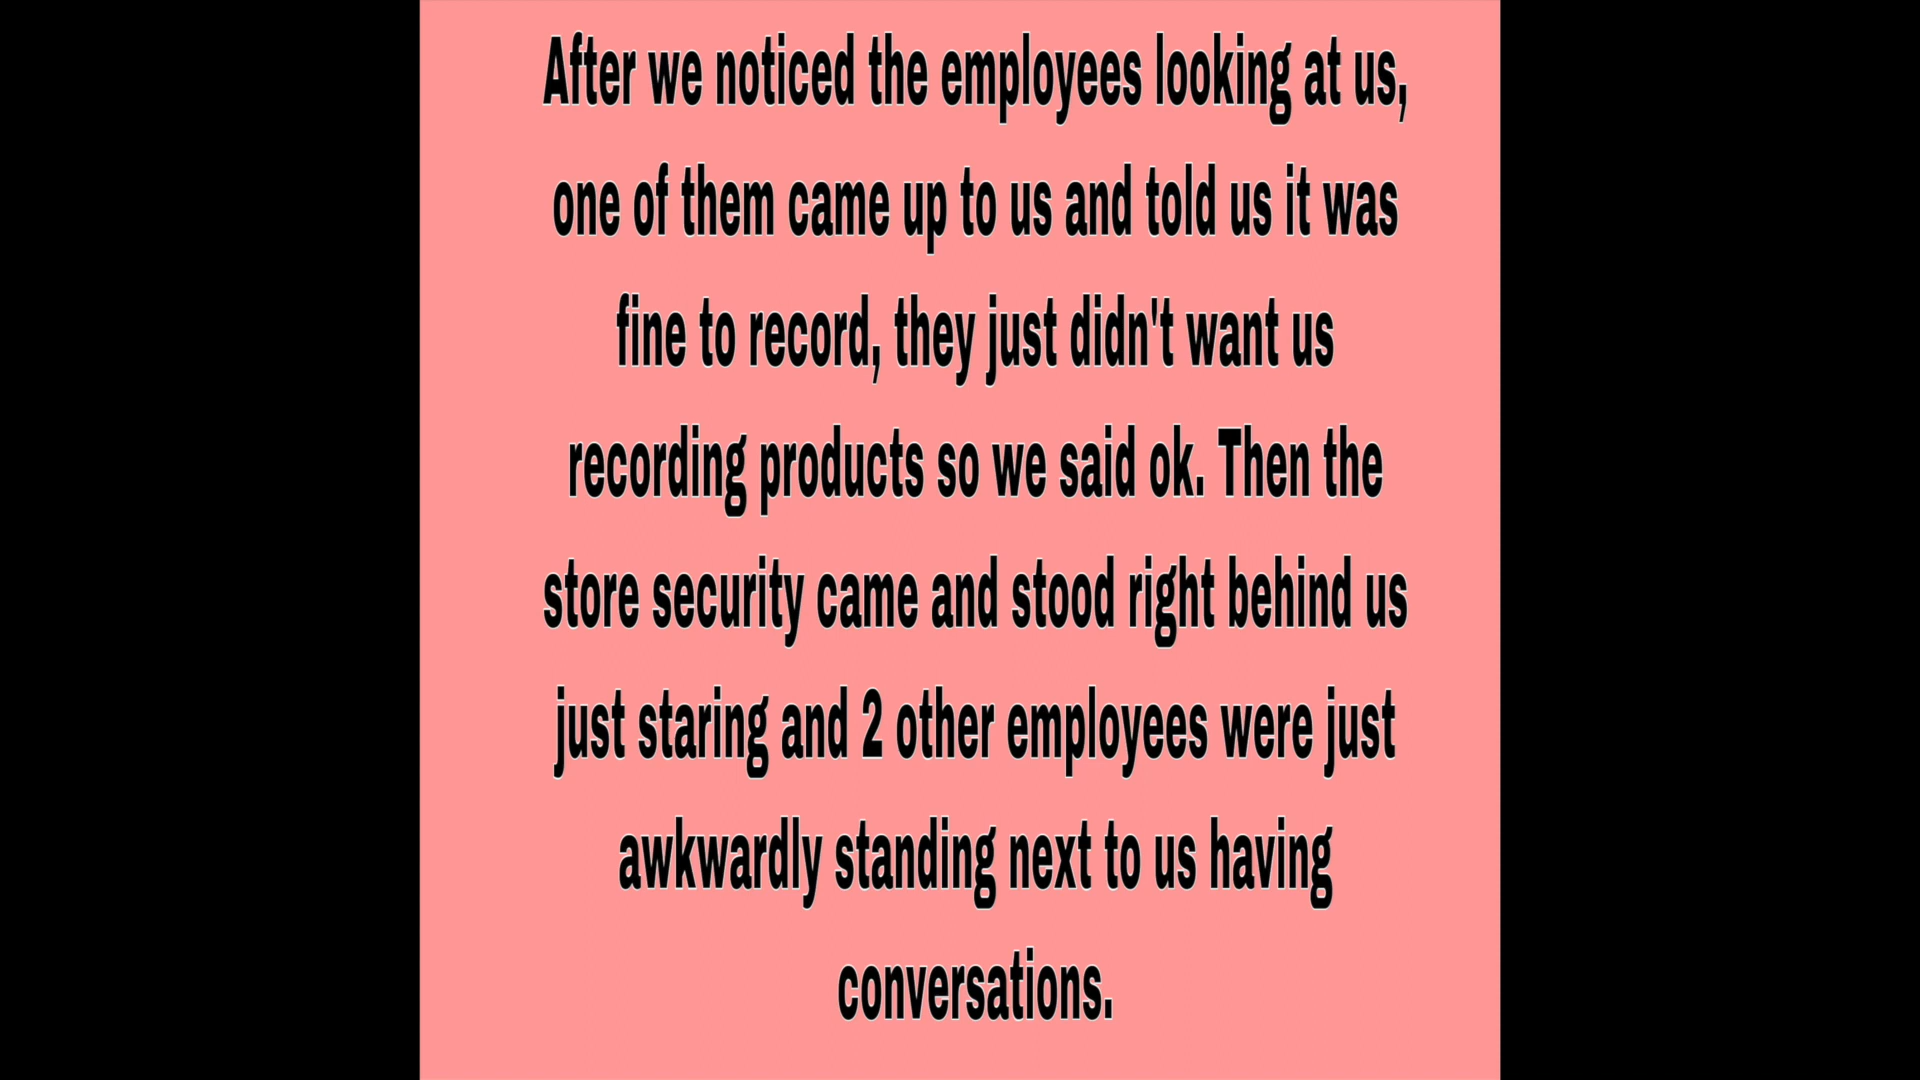 After we noticed the employees looking at us,
one of them came up to us and told us it was
fine to record, they just didn't want us
recording products so we said ok. Then the
store security came and stood right behind us
just staring and 2 other employees were just
awkwardly standing next to us having
conversations.